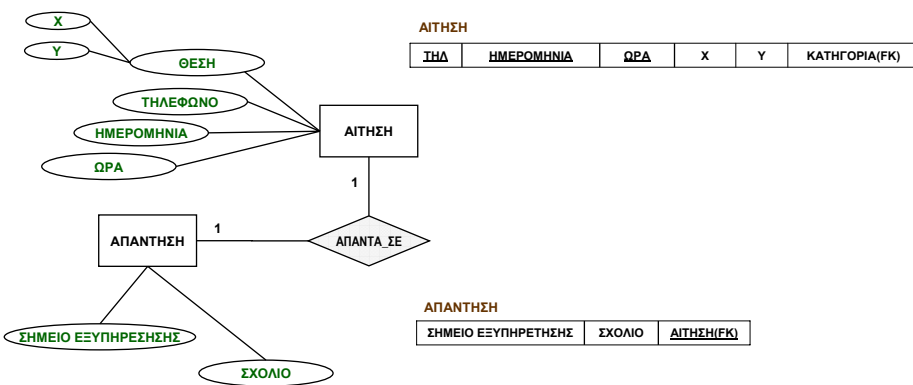 Χ
Υ
ΘΕΣΗ
ΤΗΛΕΦΩΝΟ
ΗΜΕΡΟΜΗΝΙΑ
ΩΡΑ
ΑΙΤΗΣΗ
1
ΑΠΑΝΤΗΣΗ
1
ΑΠΑΝΤΑ_ΣΕ
ΣΗΜΕΙΟ ΕΞΥΠΗΡΕΣΗΣΗΣ
ΣΧΟΛΙΟ
ΑΙΤΗΣΗ
ΤΗΛ ΗΜΕΡΟΜΗΝΙΑ ΩΡΑ Χ Υ ΚΑΤΗΓΟΡΙΑ(FK)
ΑΠΑΝΤΗΣΗ
ΣΗΜΕΙΟ ΕΞΥΠΗΡΕΤΗΣΗΣ ΣΧΟΛΙΟ ΑΙΤΗΣΗ(FK)